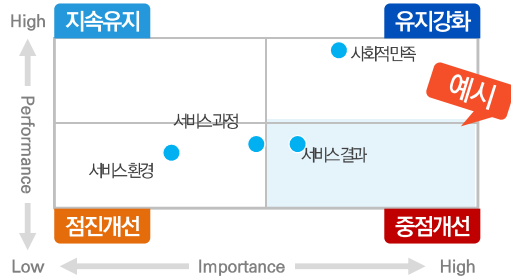 High
지속유지
유지강화
사회적만족
예시
Performance
서비스과정
서비스결과
서비스환경
점진개선
중점개선
Low
Importance
High